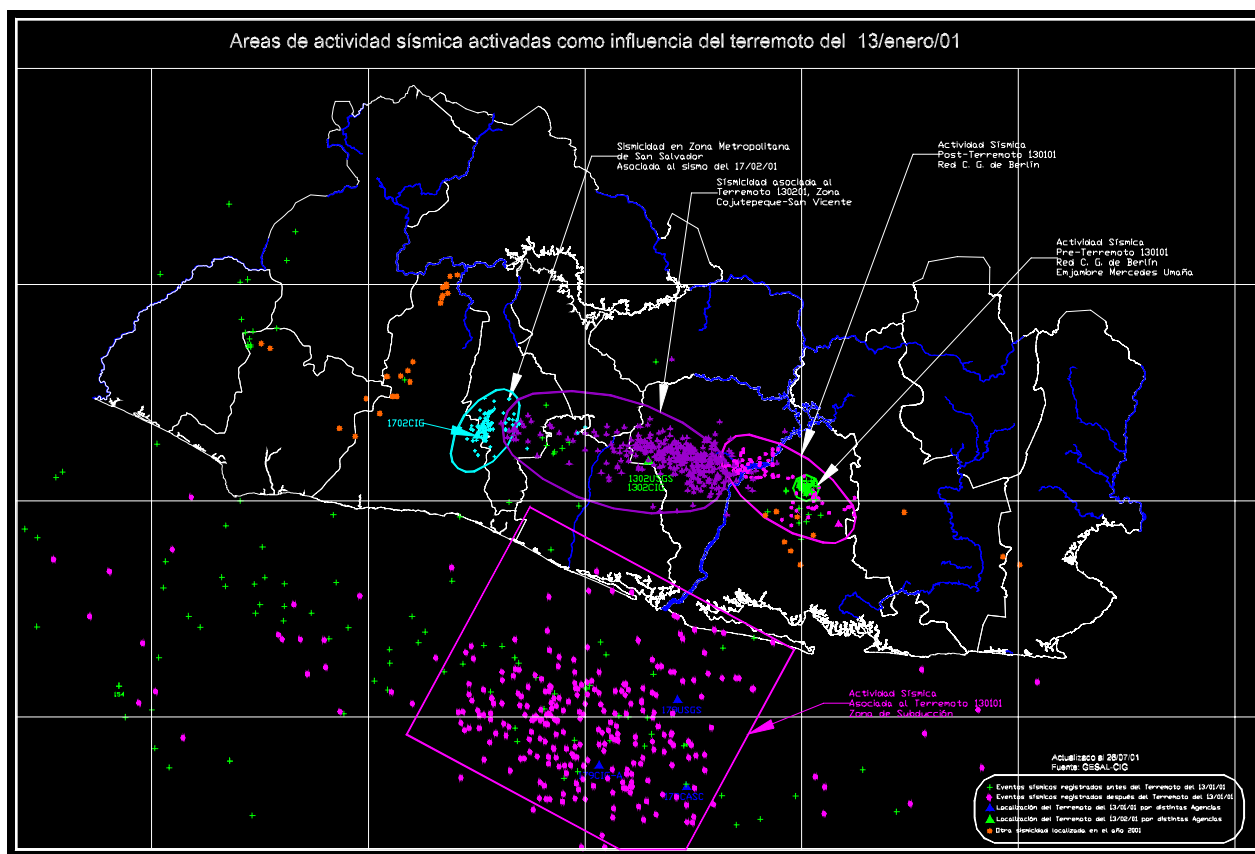 Areas de actividad sísmica activadas como influencia del terremoto del 13/enero/01
Sismicidad en Zona Metropolitana
de San Salvador
Asociada al sismo del 17/02/01
Actividad Sísmica
Post-Terremoto 130101
Red C. G. de Berlín
Sismicidad asociada al
Terremoto 130201, Zona
Cojutepeque-San Vicente
Actividad Sísmica
Pre-Terremoto 130101
Red C. G. de Berlín
Emjambre Mercedes Umaña
1702CIG
1302USGS
1302CIG
154
Actividad Sísmica
Asociada al Terremoto 130101
Zona de Subducción
Actualizado al 28/07/01
Fuente: GESAL-CIG
Eventos sísmicos registrados antes del Terremoto del 13/01/01
Eventos sísmicos registrados después del Terremoto del 13/01/01
Localización del Terremoto del 13/01/01 por distintas Agencias
Localización del Terremoto del 13/02/01 por distintas Agencias
Otra sismicidad localizada en el año 2001